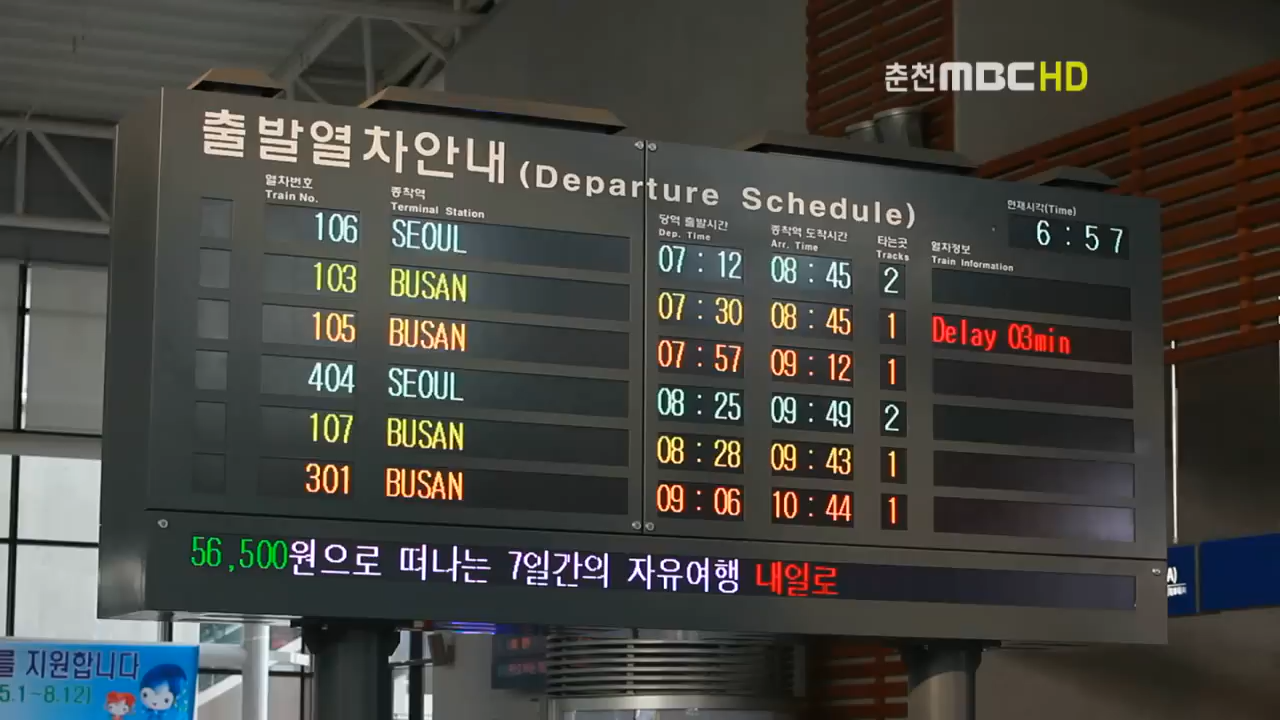 춘천MBC HD
출발열차안내 (Departure Schedule)
열차번호 종착역 당역 출발시간 종착역 도착시간 타는곳 열차정보 현재시각(Time)
Train No. Terminal Station Dep. Time Arr. Time Tracks Train Information 6 : 57
106 SEOUL 07 : 12 08 : 45 2
103 BUSAN 07 : 30 08 : 45 1 Delay 03min
105 BUSAN 07 : 57 09 : 12 1
404 SEOUL 08 : 25 09 : 49 2
107 BUSAN 08 : 28 09 : 43 1
301 BUSAN 09 : 06 10 : 44 1
56,500원으로 떠나는 7일간의 자유여행 내일로
를 지원합니다
5.1~8.12)